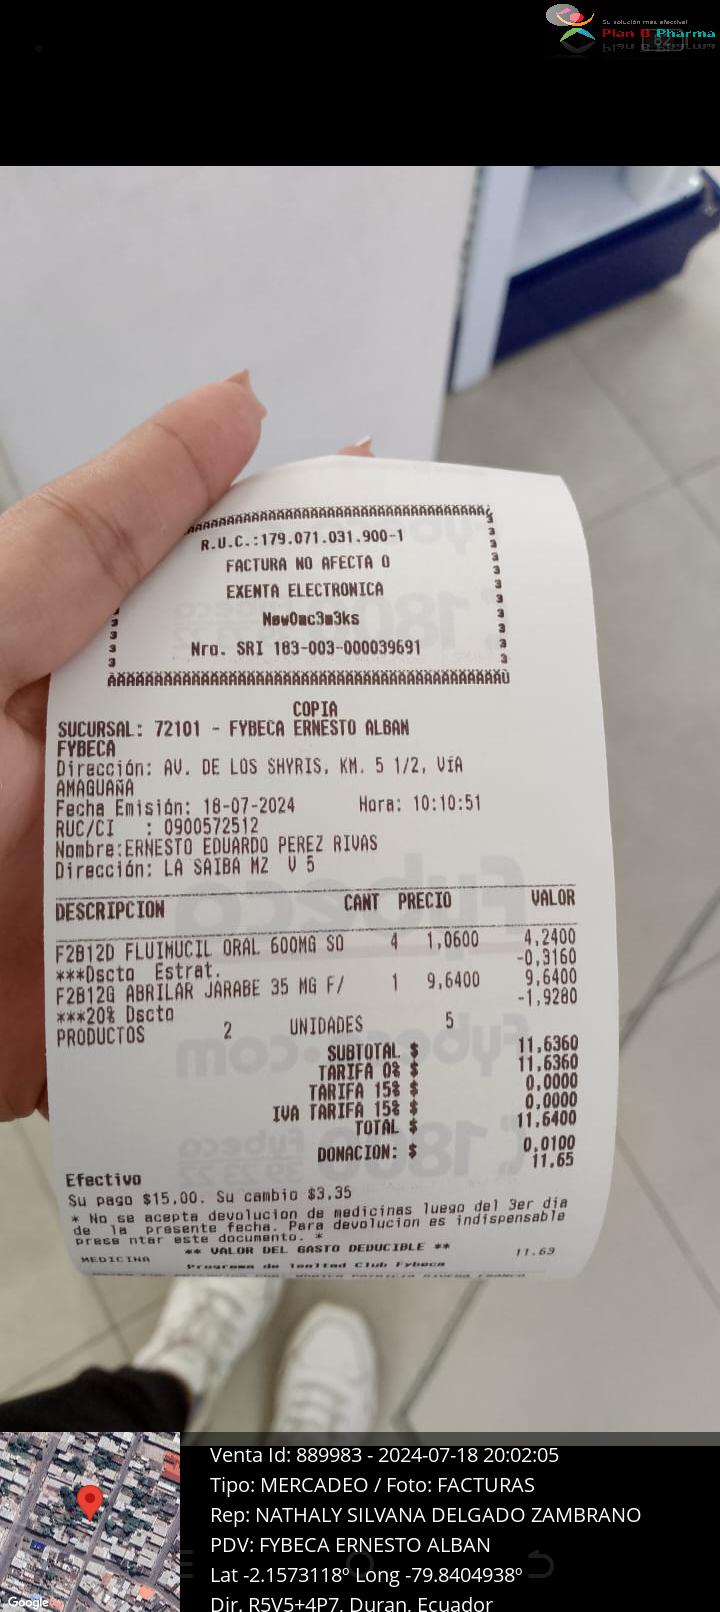 Su solución más efectiva!
Plan B Pharma
62
R.U.C.:179.071.031.900-1
FACTURA NO AFECTA O
EXENTA ELECTRONICA
Nro. SRI 183-003-000039691
COPIA
SUCURSAL: 72101 - FYBECA ERNESTO ALBAN
FYBECA
Dirección: AV. DE LOS SHYRIS, KM. 5 1/2, VíA
AMAGUAÑA
Fecha Emisión: 18-07-2024 Hora: 10:10:51
RUC/CI : 0900572512
Nombre:ERNESTO EDUARDO PEREZ RIVAS
Dirección: LA SAIBA MZ V 5
DESCRIPCION CANT PRECIO VALOR
F2B12D FLUIMUCIL ORAL 600MG SO 4 1,0600 4,2400
***Dscto Estrat. -0,3160
F2B12G ABRILAR JARABE 35 MG F/ 1 9,6400 9,6400
***20% Dscto -1,9280
PRODUCTOS 2 UNIDADES 5
SUBTOTAL $ 11,6360
TARIFA 0% $ 11,6360
TARIFA 15% $ 0,0000
IVA TARIFA 15% $ 0,0000
TOTAL $ 11,6400
DONACION: $ 0,0100
11.65
Efectivo
Su pago $15,00. Su cambio $3,35
* No se acepta devolucion de medicinas luego del 3er dia
de la presente fecha. Para devolucion es indispensable
prese ntar este documento. *
** VALOR DEL GASTO DEDUCIBLE **
MEDICINA 11.63
Programa de lealtad Club Fybeca
Venta Id: 889983 - 2024-07-18 20:02:05
Tipo: MERCADEO / Foto: FACTURAS
Rep: NATHALY SILVANA DELGADO ZAMBRANO
PDV: FYBECA ERNESTO ALBAN
Lat -2.1573118º Long -79.8404938º
Dir. R5V5+4P7, Duran, Ecuador
Google